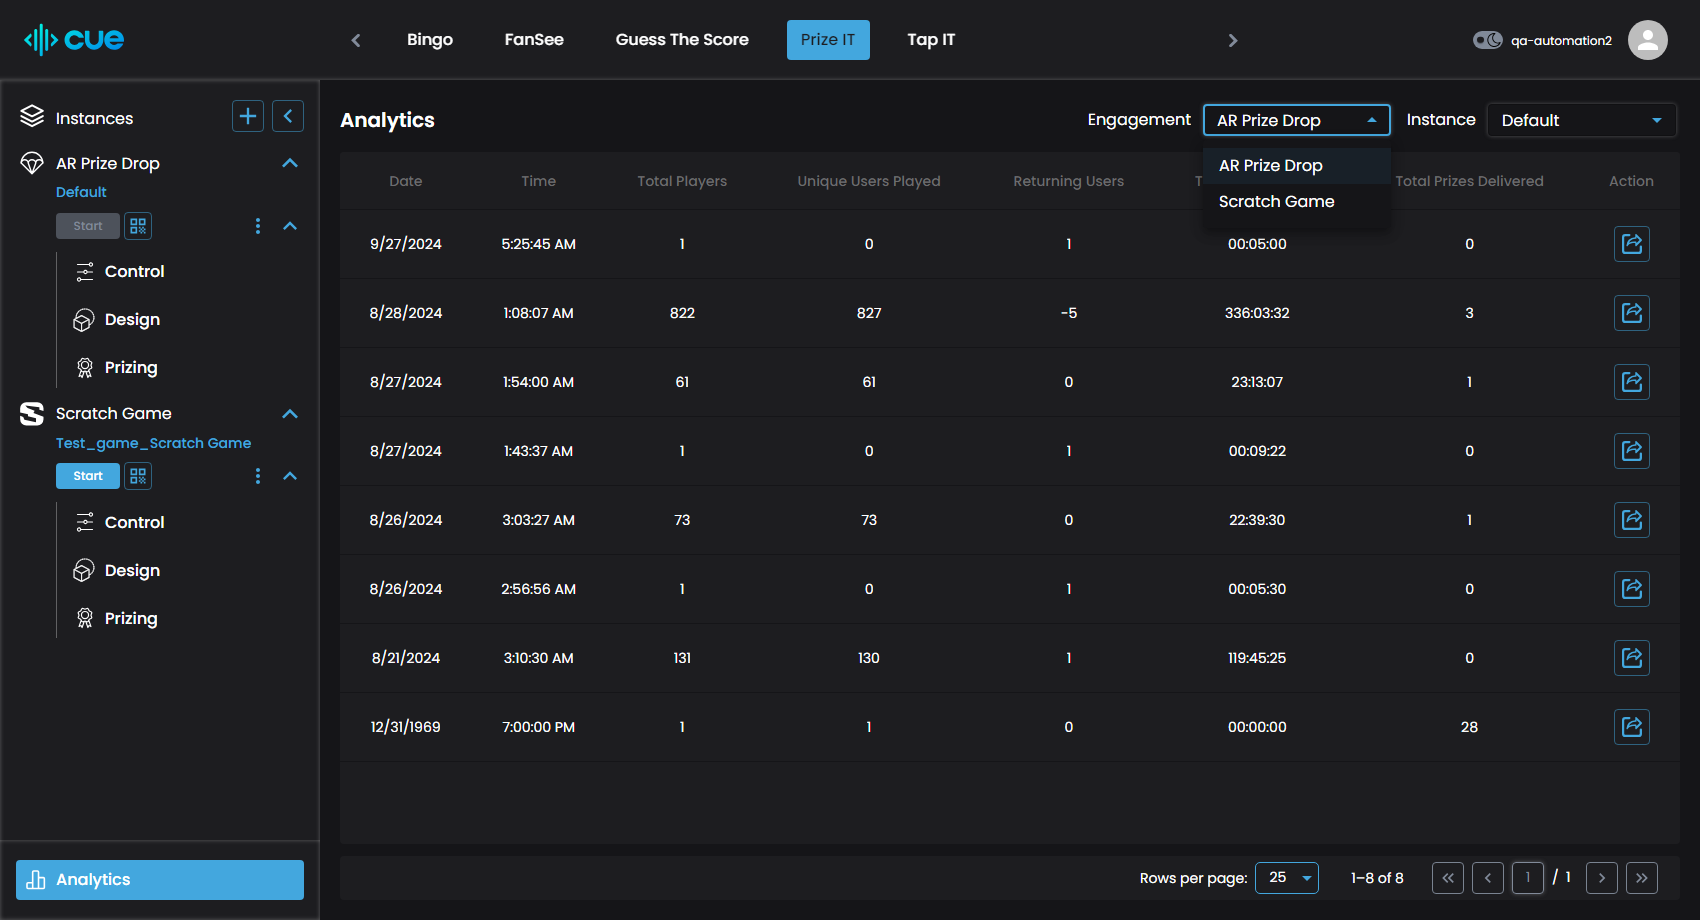 cue
Bingo
FanSee
Guess The Score
Prize IT
Tap IT
qa-automation2
Instances
AR Prize Drop
Default
Start
Control
Design
Prizing
Scratch Game
Test_game_Scratch Game
Start
Control
Design
Prizing
Analytics
Analytics
Engagement AR Prize Drop Instance Default
AR Prize Drop
Scratch Game
Date Time Total Players Unique Users Played Returning Users T Total Prizes Delivered Action
9/27/2024 5:25:45 AM 1 0 1 00:05:00 0
8/28/2024 1:08:07 AM 822 827 -5 336:03:32 3
8/27/2024 1:54:00 AM 61 61 0 23:13:07 1
8/27/2024 1:43:37 AM 1 0 1 00:09:22 0
8/26/2024 3:03:27 AM 73 73 0 22:39:30 1
8/26/2024 2:56:56 AM 1 0 1 00:05:30 0
8/21/2024 3:10:30 AM 131 130 1 119:45:25 0
12/31/1969 7:00:00 PM 1 1 0 00:00:00 28
Rows per page: 25 1–8 of 8 1 / 1